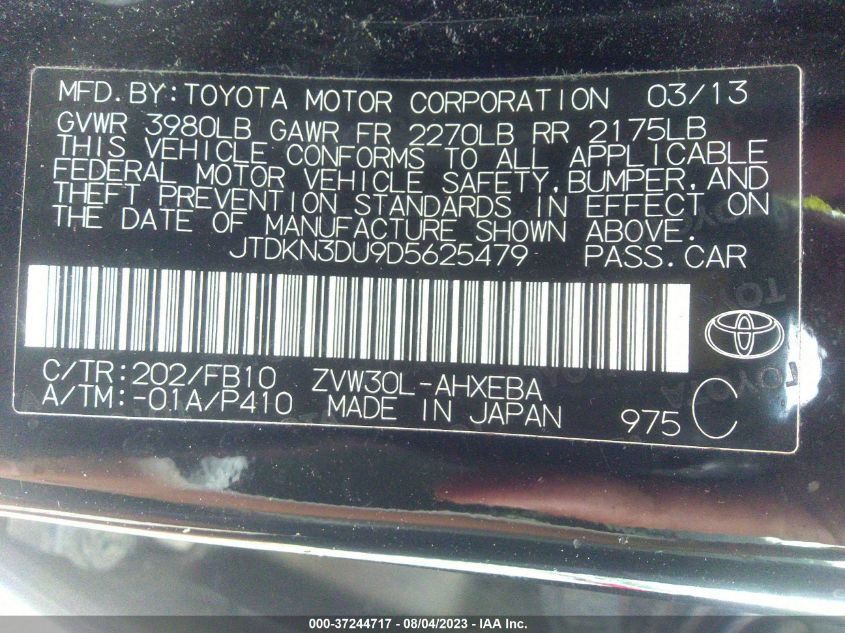 MFD.BY:TOYOTA MOTOR CORPORATION 03/13
GVWR 3980LB GAWR FR 2270LB RR 2175LB
THIS VEHICLE CONFORMS TO ALL APPLICABLE
FEDERAL MOTOR VEHICLE SAFETY,BUMPER,AND
THEFT PREVENTION STANDARDS IN EFFECT ON
THE DATE OF MANUFACTURE SHOWN ABOVE.
JTDKN3DU9D5625479 PASS.CAR
C/TR:202/FB10 ZVW30L-AHXEBA
A/TM:-01A/P410 MADE IN JAPAN 975 C
000-37244717 - 08/04/2023 - IAA Inc.